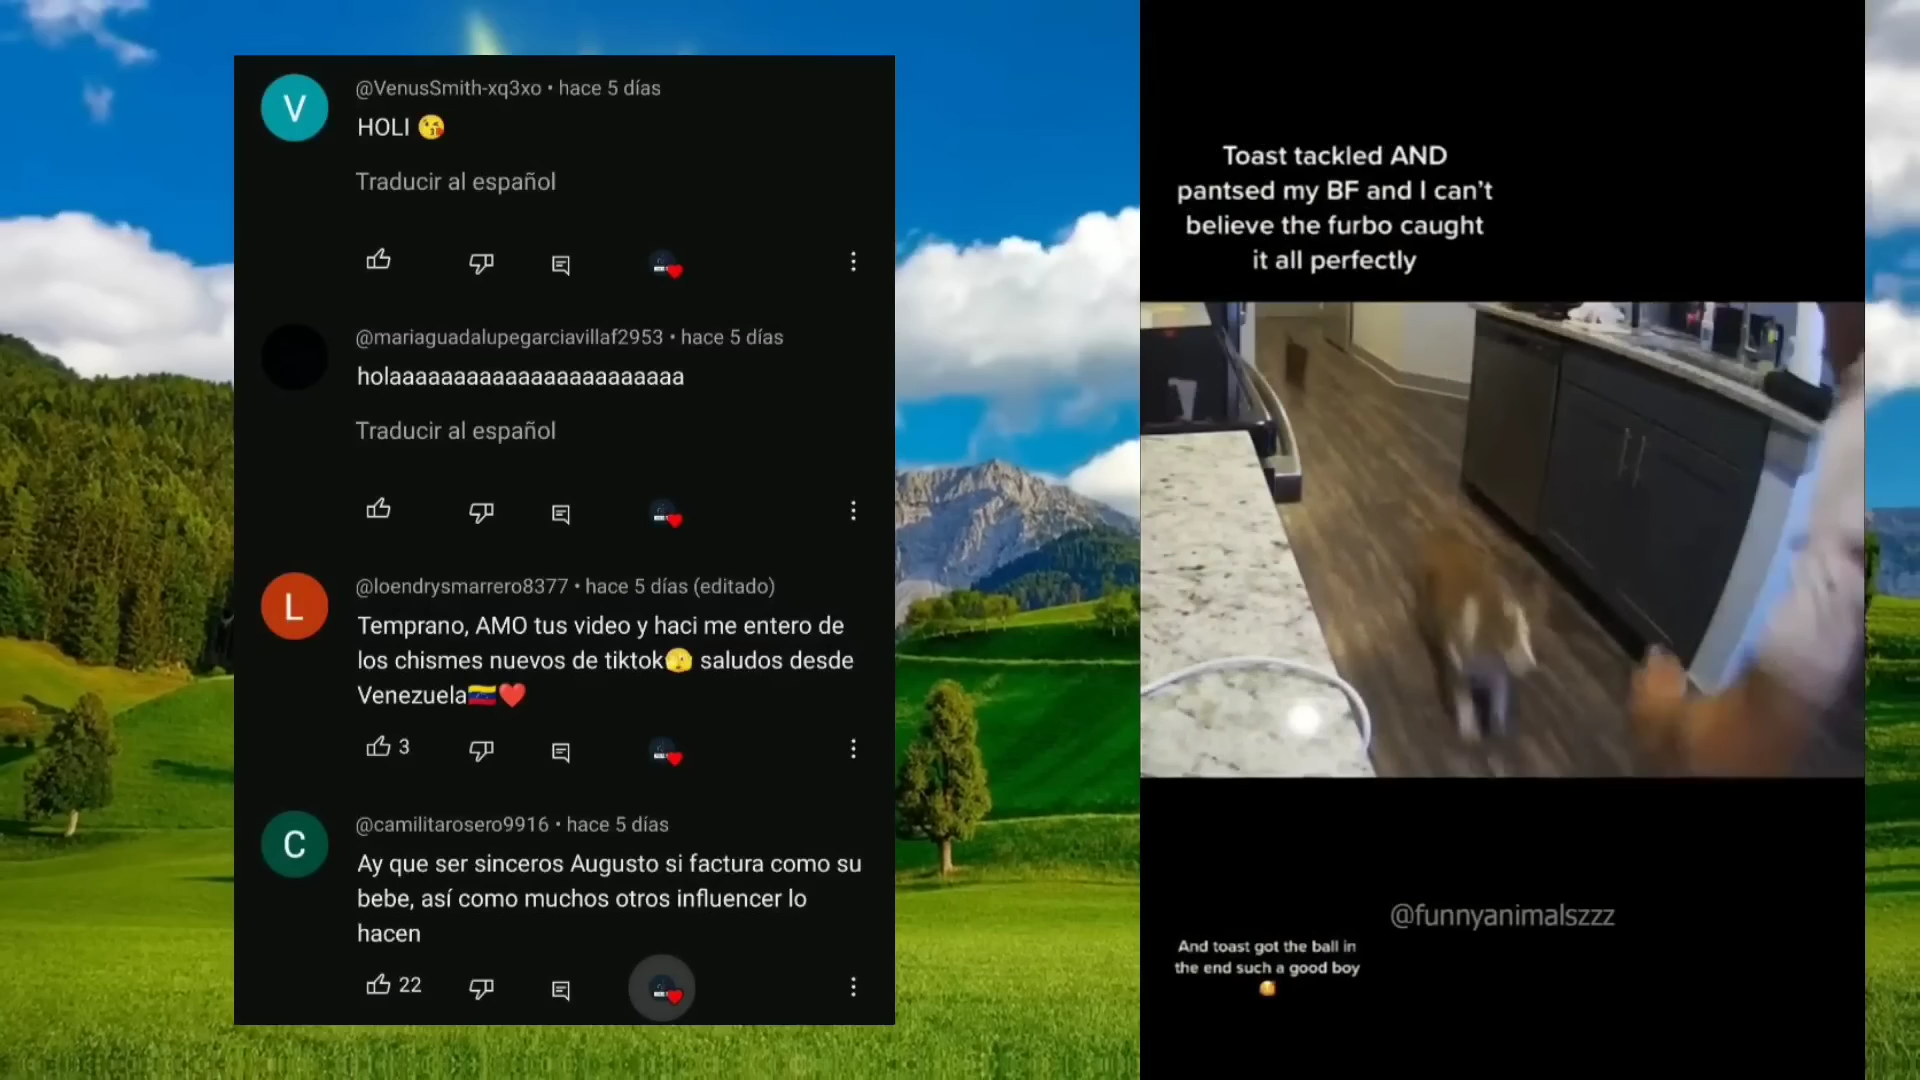 @VenusSmith-xq3xo • hace 5 días
HOLI 😘
Traducir al español
@mariaguadalupegarciavillaf2953 • hace 5 días
holaaaaaaaaaaaaaaaaaaaaaaa
Traducir al español
@loendrysmarrero8377 • hace 5 días (editado)
Temprano, AMO tus video y haci me entero de
los chismes nuevos de tiktok🫣 saludos desde
Venezuela🇻🇪❤️
3
@camilitarosero9916 • hace 5 días
Ay que ser sinceros Augusto si factura como su
bebe, así como muchos otros influencer lo
hacen
22
V
L
C
Toast tackled AND
pantsed my BF and I can't
believe the furbo caught
it all perfectly
@funnyanimalszzz
And toast got the ball in
the end such a good boy